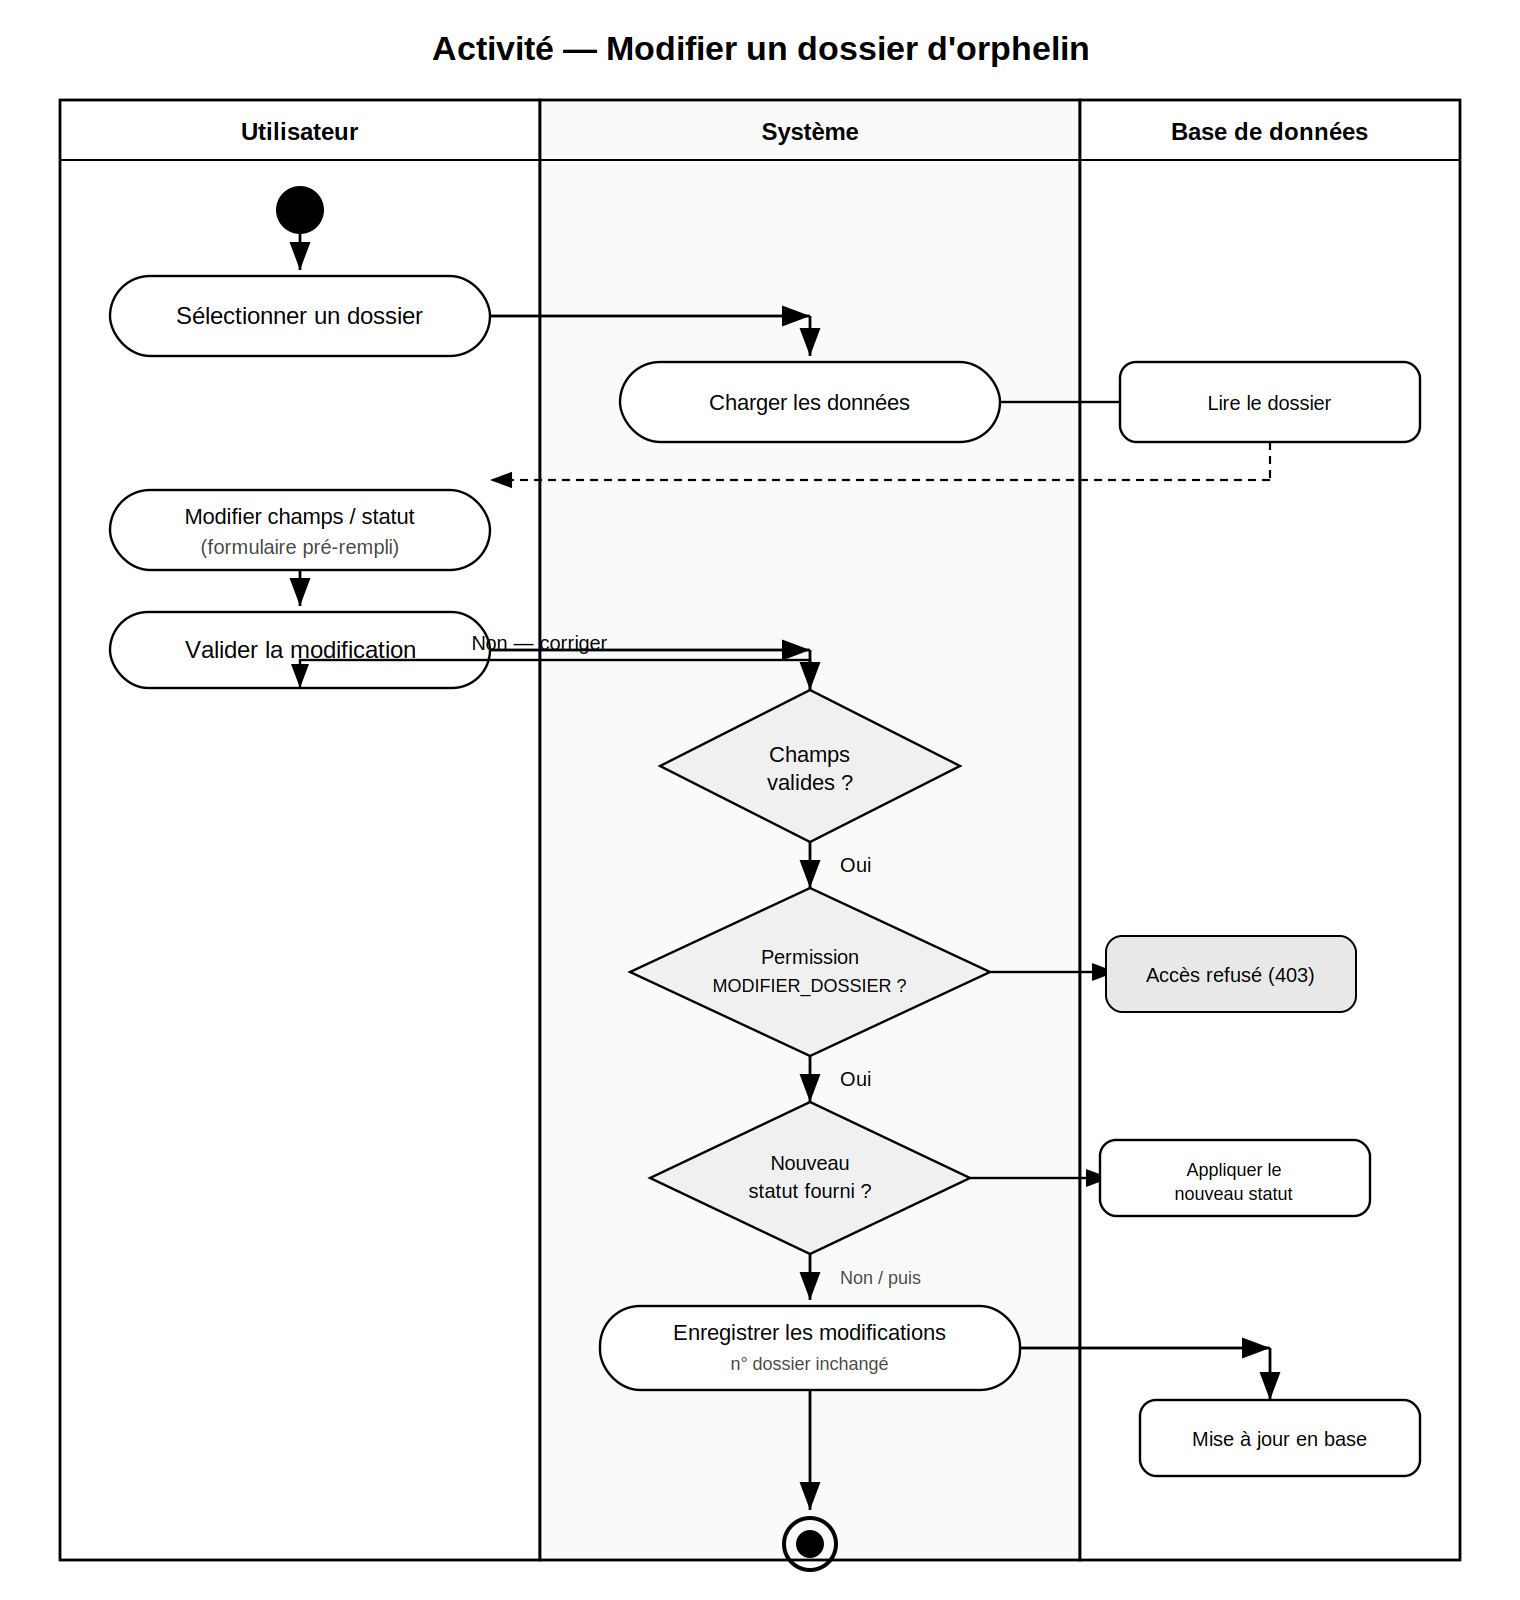 Activité — Modifier un dossier d'orphelin
Utilisateur
Système
Base de données
Sélectionner un dossier
Charger les données
Lire le dossier
Modifier champs / statut
(formulaire pré-rempli)
Valider la modification
Non — corriger
Champs
valides ?
Oui
Permission
MODIFIER_DOSSIER ?
Accès refusé (403)
Oui
Nouveau
statut fourni ?
Appliquer le
nouveau statut
Non / puis
Enregistrer les modifications
n° dossier inchangé
Mise à jour en base